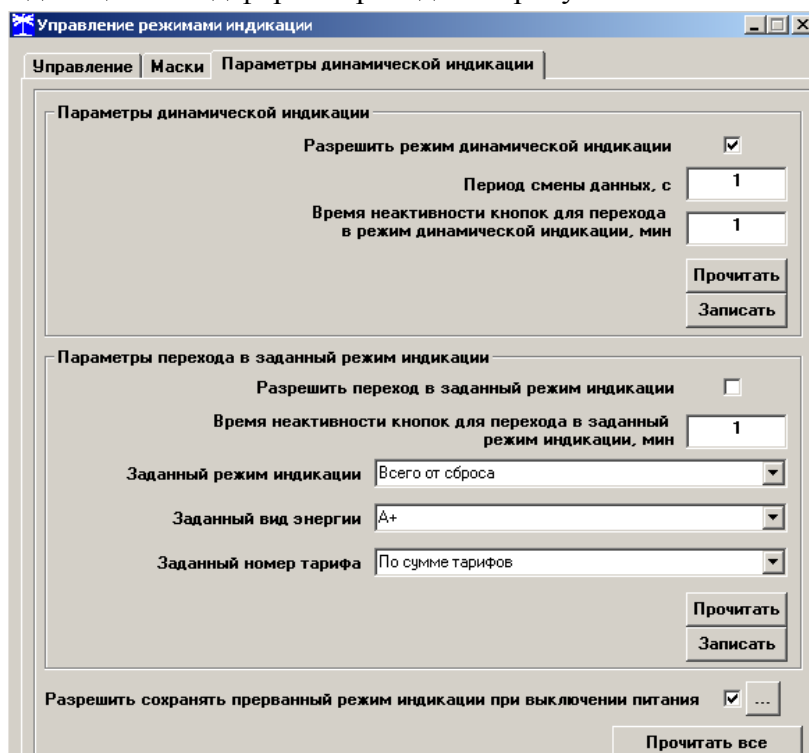 Управление режимами индикации
Управление Маски Параметры динамической индикации
Параметры динамической индикации
Разрешить режим динамической индикации
Период смены данных, с 1
Время неактивности кнопок для перехода
в режим динамической индикации, мин 1
Прочитать
Записать
Параметры перехода в заданный режим индикации
Разрешить переход в заданный режим индикации
Время неактивности кнопок для перехода в заданный
режим индикации, мин 1
Заданный режим индикации Всего от сброса
Заданный вид энергии А+
Заданный номер тарифа По сумме тарифов
Прочитать
Записать
Разрешить сохранять прерванный режим индикации при выключении питания ...
Прочитать все